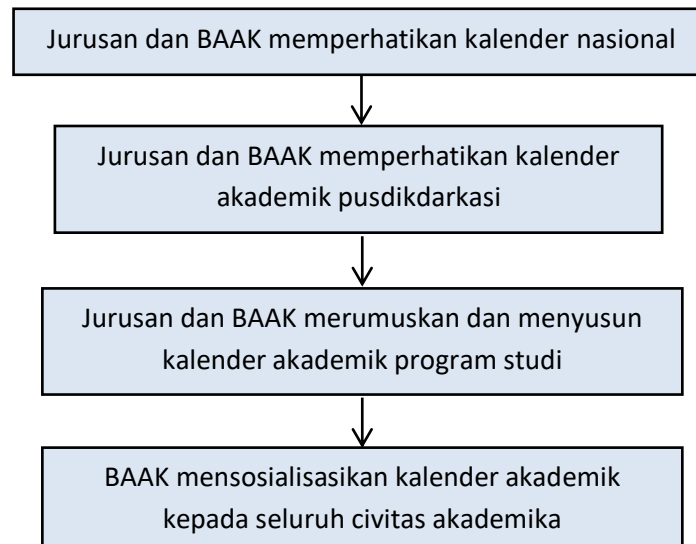 Jurusan dan BAAK memperhatikan kalender nasional
Jurusan dan BAAK memperhatikan kalender
akademik pusdikdarkasi
Jurusan dan BAAK merumuskan dan menyusun
kalender akademik program studi
BAAK mensosialisasikan kalender akademik
kepada seluruh civitas akademika